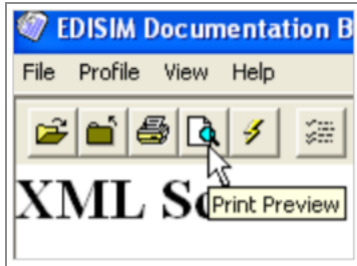 EDISIM Documentation B
File Profile View Help
XML Sc
Print Preview